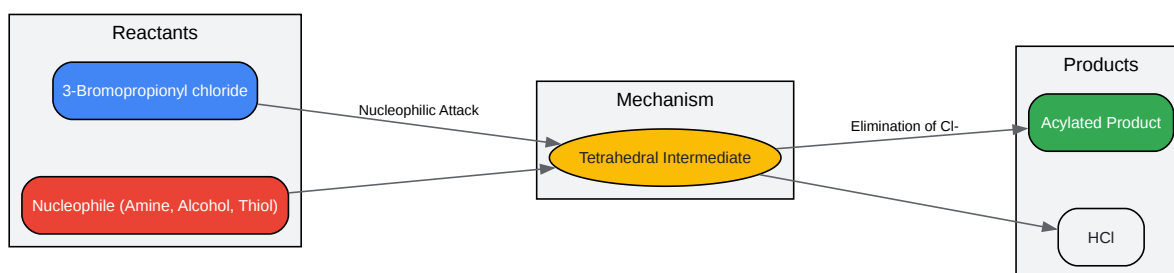 Reactants
3-Bromopropionyl chloride
Nucleophile (Amine, Alcohol, Thiol)
Nucleophilic Attack
Mechanism
Tetrahedral Intermediate
Elimination of Cl-
Products
Acylated Product
HCl